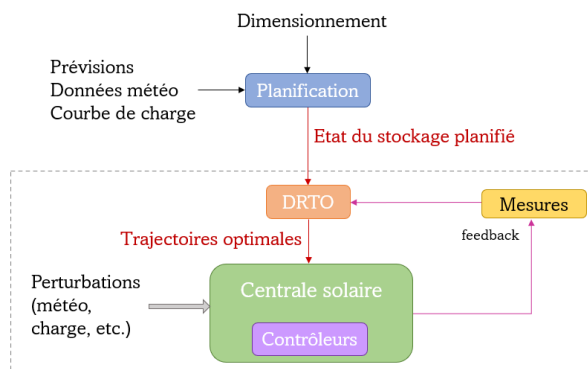 Dimensionnement
Prévisions
Données météo
Courbe de charge
Planification
Etat du stockage planifié
DRTO
Mesures
Trajectoires optimales
feedback
Perturbations
(météo,
charge, etc.)
Centrale solaire
Contrôleurs